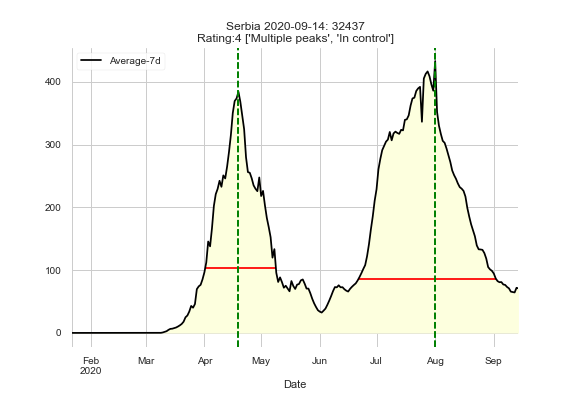 Serbia 2020-09-14: 32437
Rating:4 ['Multiple peaks', 'In control']
Average-7d
400
300
200
100
0
Feb Mar Apr May Jun Jul Aug Sep
2020
Date